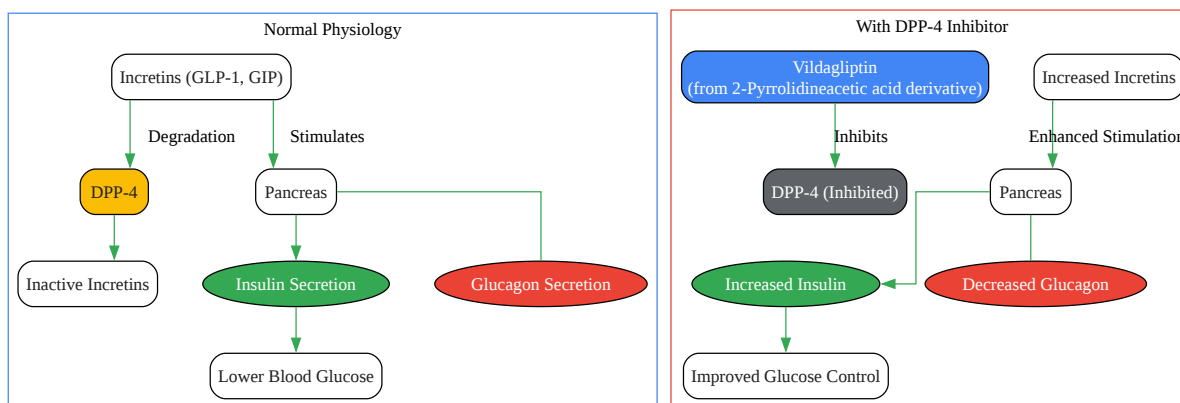 Normal Physiology
Incretins (GLP-1, GIP)
Degradation
Stimulates
DPP-4
Pancreas
Inactive Incretins
Insulin Secretion
Glucagon Secretion
Lower Blood Glucose
With DPP-4 Inhibitor
Vildagliptin
(from 2-Pyrrolidineacetic acid derivative)
Increased Incretins
Inhibits
Enhanced Stimulation
DPP-4 (Inhibited)
Pancreas
Increased Insulin
Decreased Glucagon
Improved Glucose Control